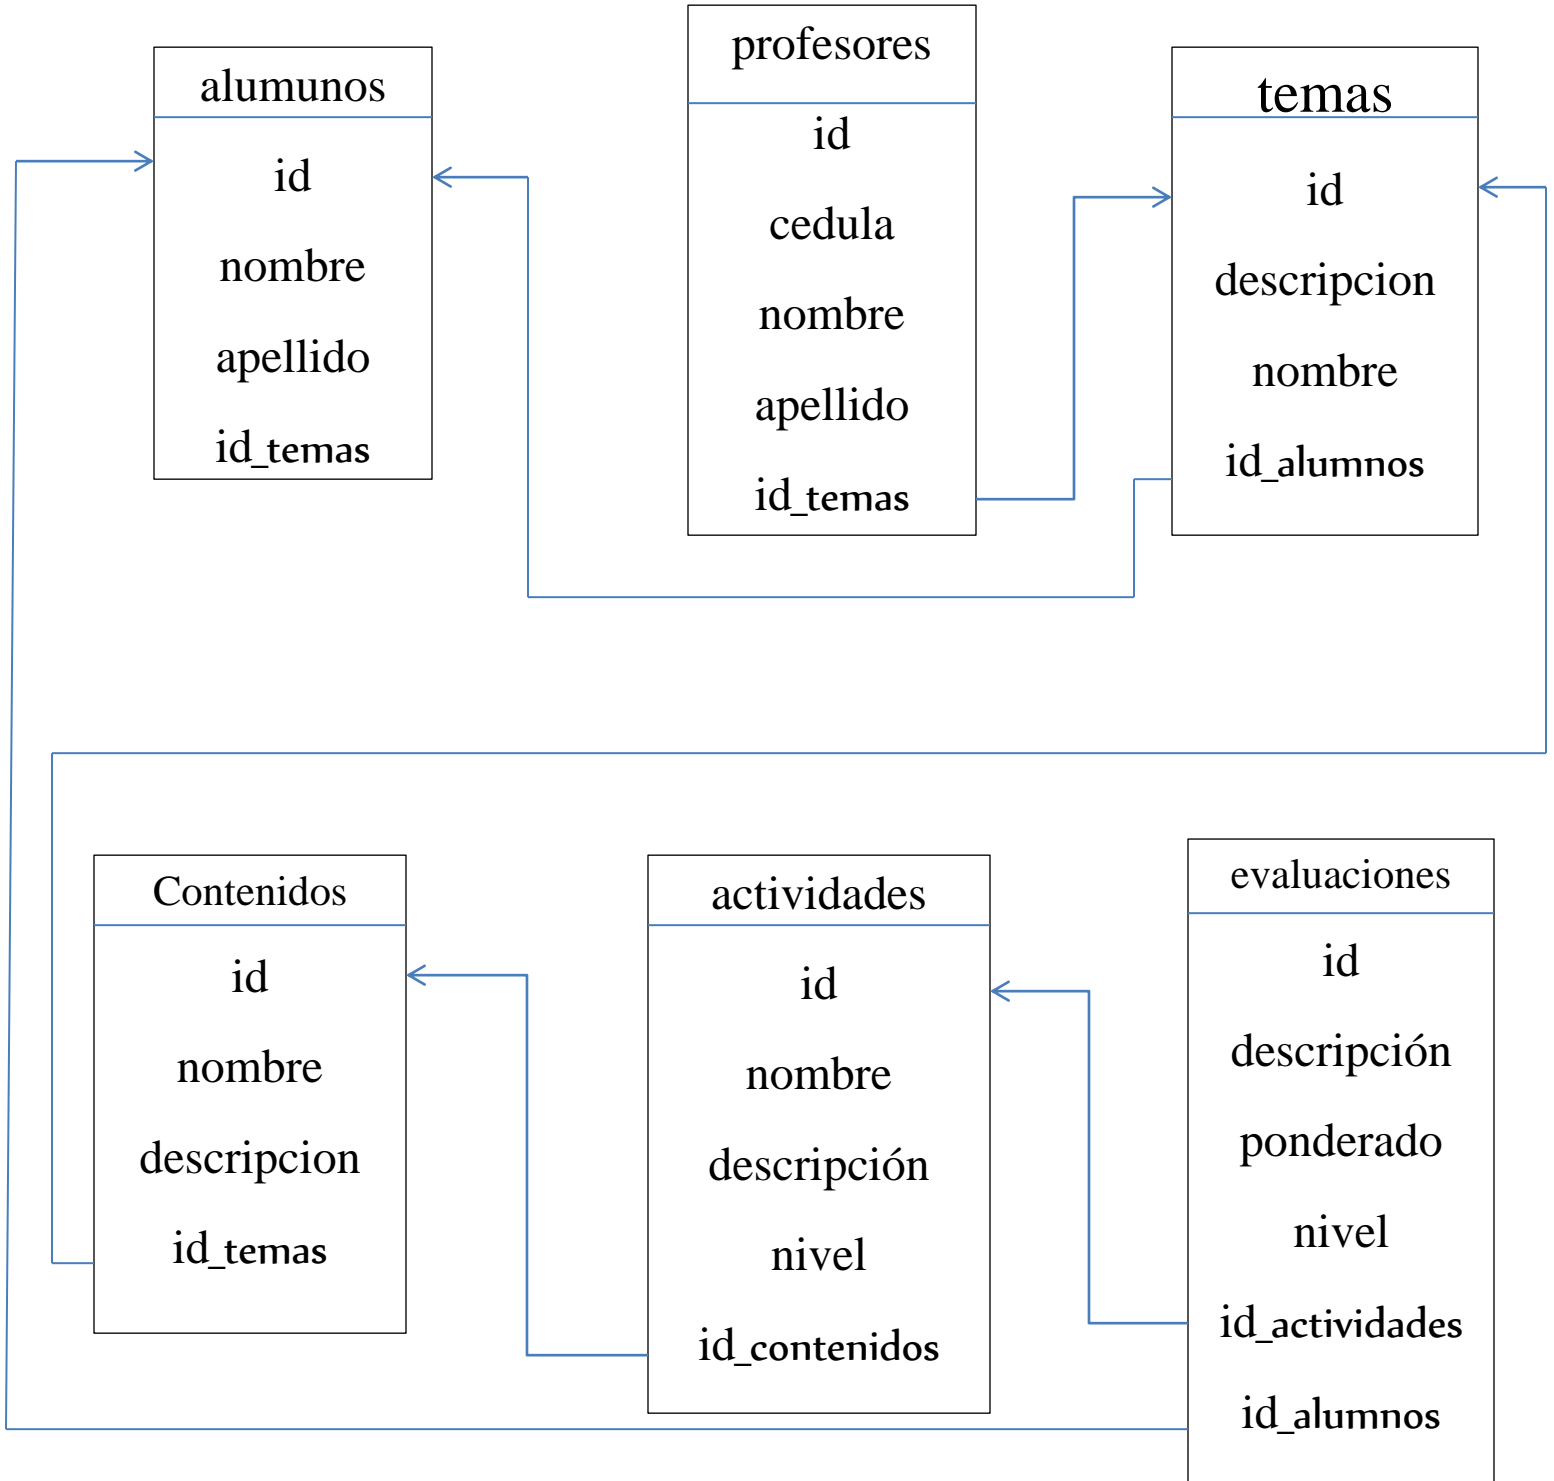 alumunos
id
nombre
apellido
id_temas
profesores
id
cedula
nombre
apellido
id_temas
temas
id
descripcion
nombre
id_alumnos
Contenidos
id
nombre
descripcion
id_temas
actividades
id
nombre
descripción
nivel
id_contenidos
evaluaciones
id
descripción
ponderado
nivel
id_actividades
id_alumnos